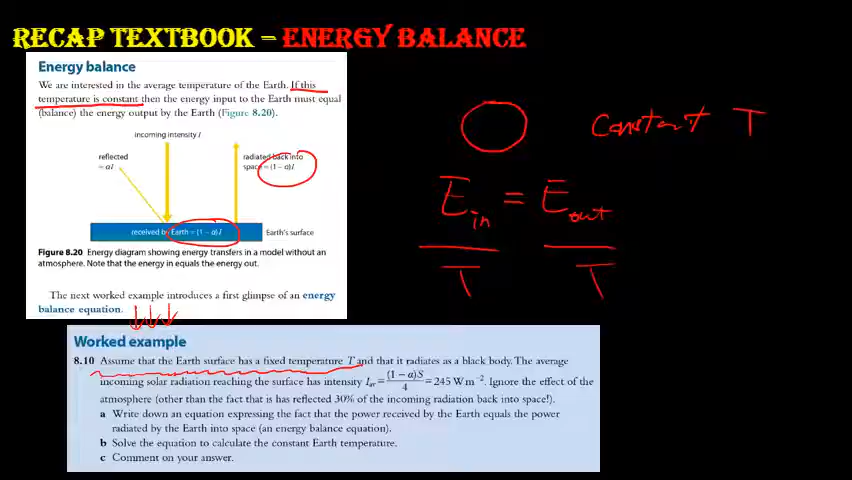 RECAP TEXTBOOK – ENERGY BALANCE
Energy balance
We are interested in the average temperature of the Earth. If this
temperature is constant then the energy input to the Earth must equal
(balance) the energy output by the Earth (Figure 8.20).
incoming intensity I
reflected
= αI
radiated back into
space = (1 – α)I
received by Earth = (1 – α)I
Earth's surface
Figure 8.20 Energy diagram showing energy transfers in a model without an
atmosphere. Note that the energy in equals the energy out.
The next worked example introduces a first glimpse of an energy
balance equation.
Constant T
E in = E out
T T
Worked example
8.10 Assume that the Earth surface has a fixed temperature T and that it radiates as a black body. The average
incoming solar radiation reaching the surface has intensity Iav = (1 – α)S / 4 = 245 W m⁻². Ignore the effect of the
atmosphere (other than the fact that is has reflected 30% of the incoming radiation back into space!).
a Write down an equation expressing the fact that the power received by the Earth equals the power
radiated by the Earth into space (an energy balance equation).
b Solve the equation to calculate the constant Earth temperature.
c Comment on your answer.